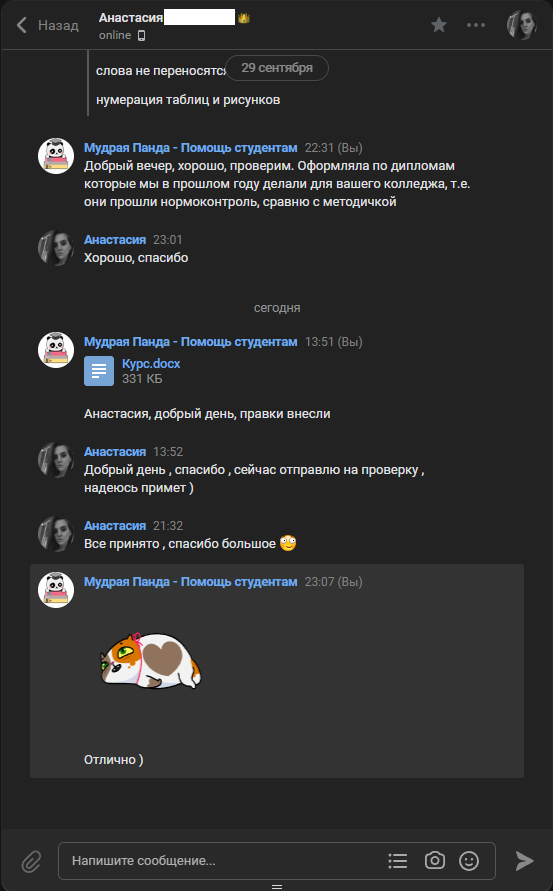 Назад
Анастасия
online
слова не переносятся
29 сентября
нумерация таблиц и рисунков
Мудрая Панда - Помощь студентам 22:31 (Вы)
Добрый вечер, хорошо, проверим. Оформляла по дипломам
которые мы в прошлом году делали для вашего колледжа, т.е.
они прошли нормоконтроль, сравню с методичкой
Анастасия 23:01
Хорошо, спасибо
сегодня
Мудрая Панда - Помощь студентам 13:51 (Вы)
Курс.docx
331 КБ
Анастасия, добрый день, правки внесли
Анастасия 13:52
Добрый день , спасибо , сейчас отправлю на проверку ,
надеюсь примет )
Анастасия 21:32
Все принято , спасибо большое
Мудрая Панда - Помощь студентам 23:07 (Вы)
Отлично )
Напишите сообщение...